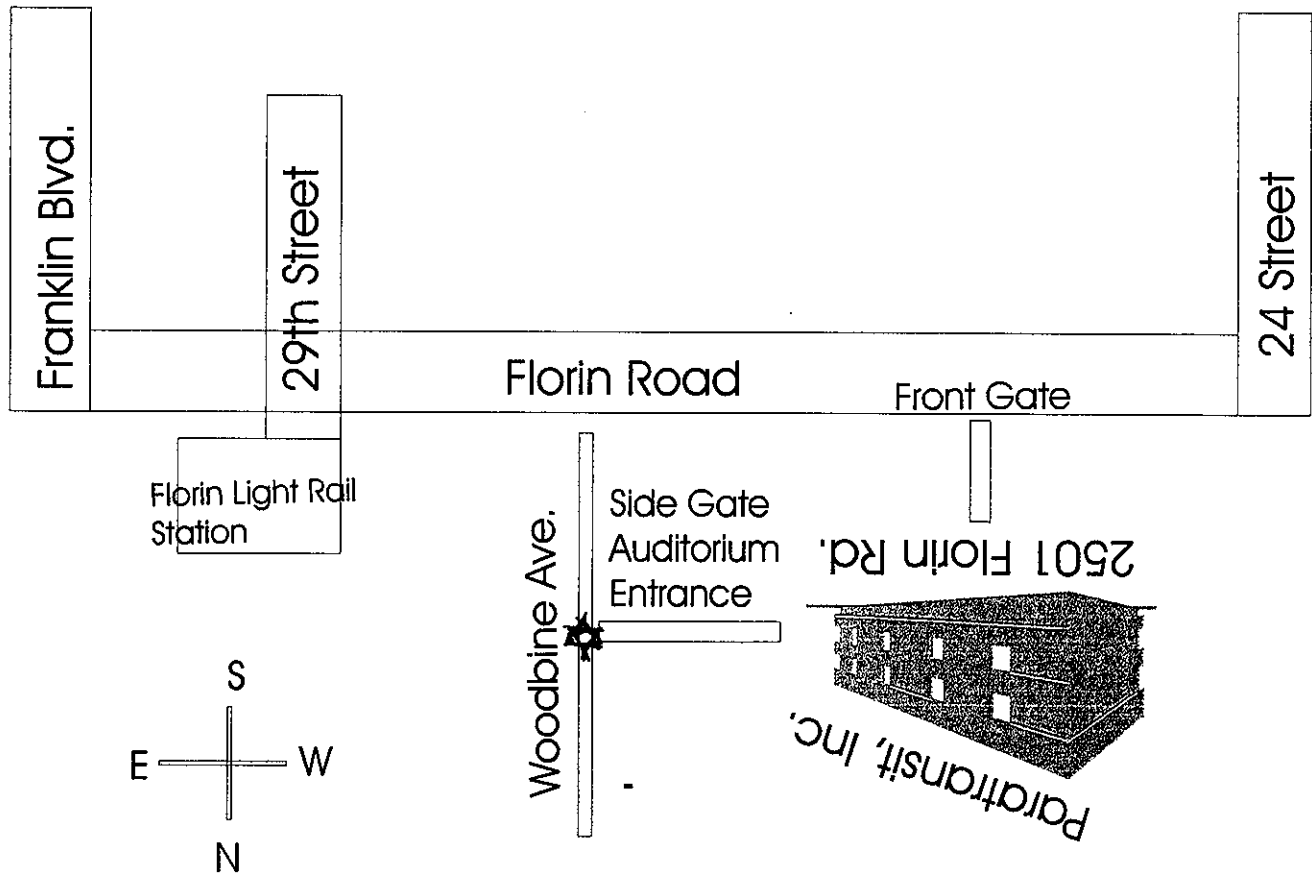 Franklin Blvd.
29th Street
24 Street
Florin Road
Front Gate
Florin Light Rail
Station
Woodbine Ave.
Side Gate
Auditorium
Entrance
2501 Florin Rd.
Paratransit, Inc.
S
E
W
N